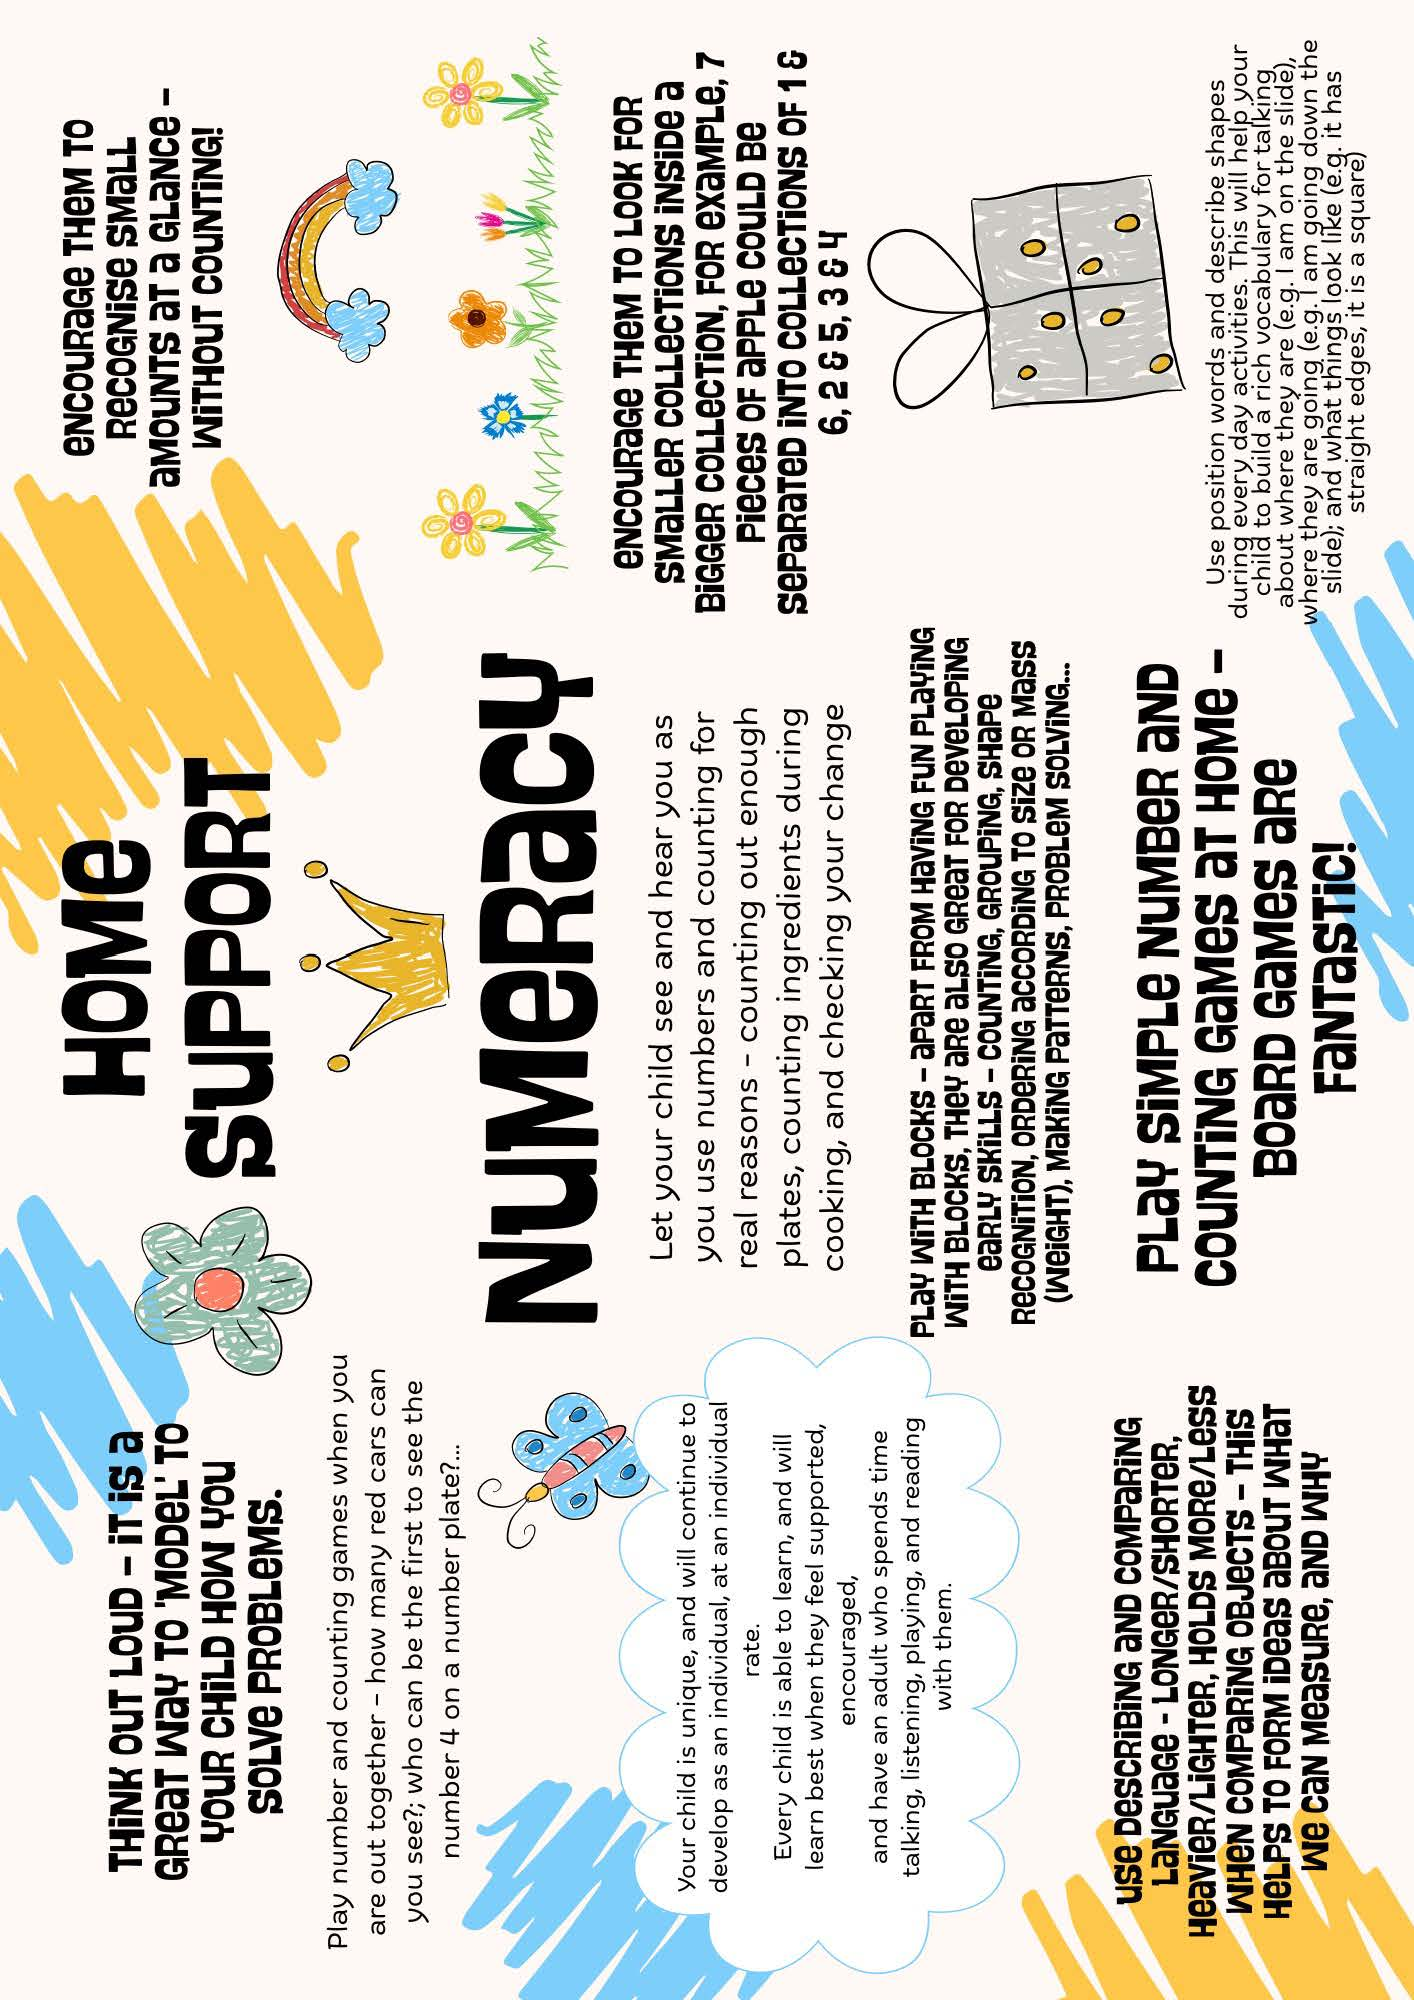 HOME
SUPPORT
NUMERACY
Let your child see and hear you as
you use numbers and counting for
real reasons - counting out enough
plates, counting ingredients during
cooking, and checking your change
PLAY WITH BLOCKS - APART FROM HAVING FUN PLAYING
WITH BLOCKS, THEY ARE ALSO GREAT FOR DEVELOPING
EARLY SKILLS - COUNTING, GROUPING, SHAPE
RECOGNITION, ORDERING ACCORDING TO SIZE OR MASS
(WEIGHT), MAKING PATTERNS, PROBLEM SOLVING...
PLAY SIMPLE NUMBER AND
COUNTING GAMES AT HOME -
BOARD GAMES ARE
FANTASTIC!
THINK OUT LOUD - IT IS A
GREAT WAY TO 'MODEL' TO
YOUR CHILD HOW YOU
SOLVE PROBLEMS.
Play number and counting games when you
are out together - how many red cars can
you see?; who can be the first to see the
number 4 on a number plate?...
Your child is unique, and will continue to
develop as an individual, at an individual
rate.
Every child is able to learn, and will
learn best when they feel supported,
encouraged,
and have an adult who spends time
talking, listening, playing, and reading
with them.
USE DESCRIBING AND COMPARING
LANGUAGE - LONGER/SHORTER,
HEAVIER/LIGHTER, HOLDS MORE/LESS
WHEN COMPARING OBJECTS - THIS
HELPS TO FORM IDEAS ABOUT WHAT
WE CAN MEASURE, AND WHY
ENCOURAGE THEM TO
RECOGNISE SMALL
AMOUNTS AT A GLANCE -
WITHOUT COUNTING!
ENCOURAGE THEM TO LOOK FOR
SMALLER COLLECTIONS INSIDE A
BIGGER COLLECTION, FOR EXAMPLE, 7
PIECES OF APPLE COULD BE
SEPARATED INTO COLLECTIONS OF 1 &
6, 2 & 5, 3 & 4
Use position words and describe shapes
during every day activities. This will help your
child to build a rich vocabulary for talking
about where they are (e.g. I am on the slide),
where they are going (e.g. I am going down the
slide); and what things look like (e.g. it has
straight edges, it is a square)